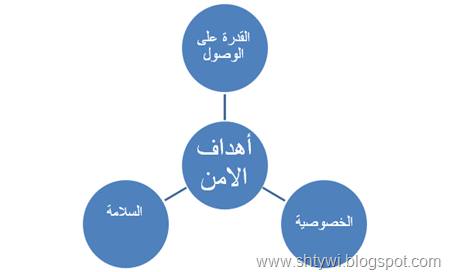 القدرة على
الوصول
أهداف
الامن
السلامة
الخصوصية
www.shtywi.blogspot.com